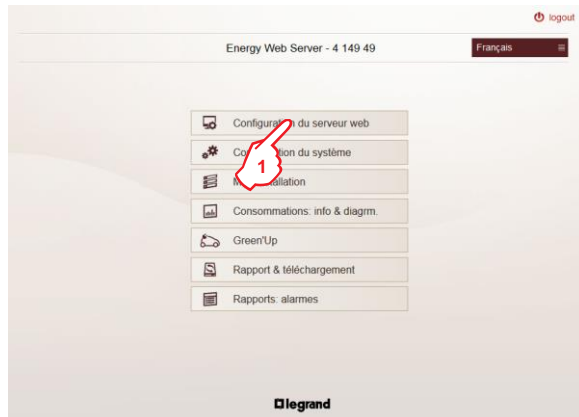 logout
Energy Web Server - 4 149 49
Français
Configuration du serveur web
du système
1
Consommations: info & diagrm.
Green'Up
Rapport & téléchargement
Rapports: alarmes
legrand